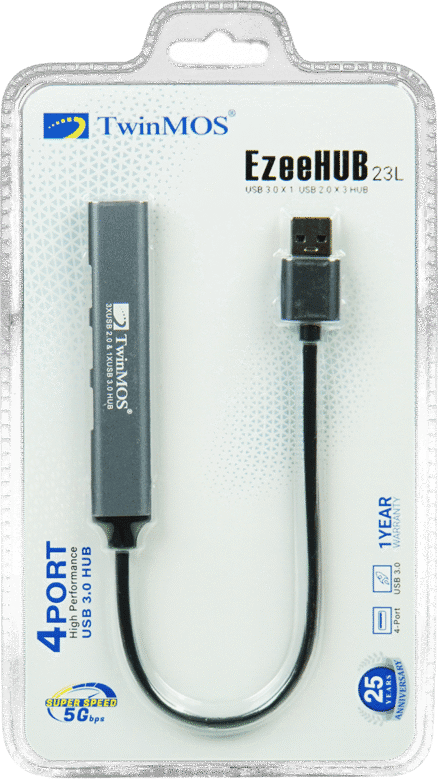 TwinMOS®
EzeeHUB 23L
USB 3.0 X 1 USB 2.0 X 3 HUB
TwinMOS®
3XUSB 2.0 & 1XUSB 3.0 HUB
4PORT
High Performance
USB 3.0 HUB
1YEAR
WARRANTY
USB 3.0
4-Port
SUPER SPEED
5Gbps
25
YEARS
ANNIVERSARY